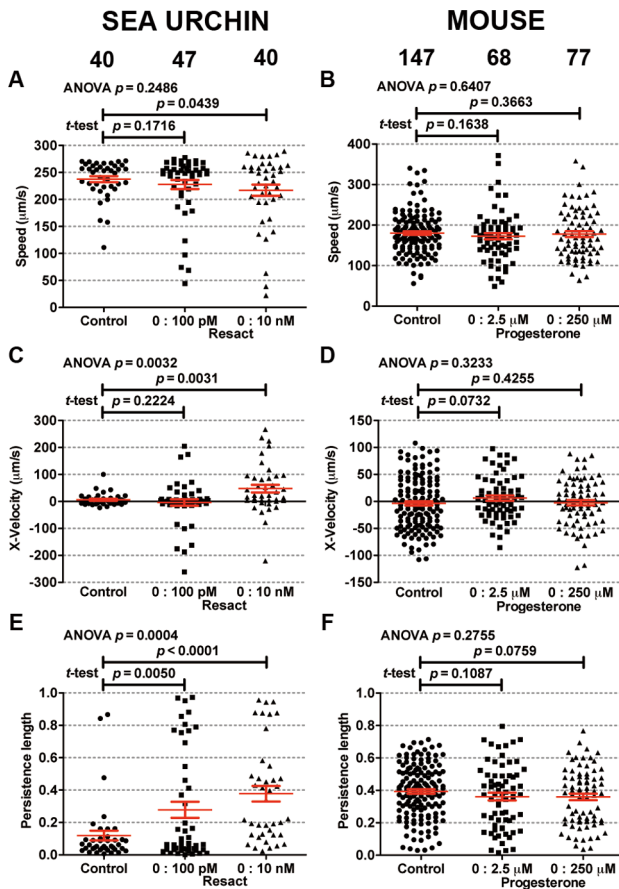 SEA URCHIN
40 47 40
A
ANOVA p = 0.2486
p = 0.0439
t-test p = 0.1716
Speed (μm/s)
300
250
200
150
100
50
0
Control 0 : 100 pM 0 : 10 nM
Resact
MOUSE
147 68 77
B
ANOVA p = 0.6407
p = 0.3663
t-test p = 0.1638
Speed (μm/s)
400
300
200
100
0
Control 0 : 2.5 μM 0 : 250 μM
Progesterone
C
ANOVA p = 0.0032
p = 0.0031
t-test p = 0.2224
X-Velocity (μm/s)
300
200
100
0
-100
-200
-300
Control 0 : 100 pM 0 : 10 nM
Resact
D
ANOVA p = 0.3233
p = 0.4255
t-test p = 0.0732
X-Velocity (μm/s)
150
100
50
0
-50
-100
-150
Control 0 : 2.5 μM 0 : 250 μM
Progesterone
E
ANOVA p = 0.0004
p < 0.0001
t-test p = 0.0050
Persistence length
1.0
0.8
0.6
0.4
0.2
0.0
Control 0 : 100 pM 0 : 10 nM
Resact
F
ANOVA p = 0.2755
p = 0.0759
t-test p = 0.1087
Persistence length
1.0
0.8
0.6
0.4
0.2
0.0
Control 0 : 2.5 μM 0 : 250 μM
Progesterone